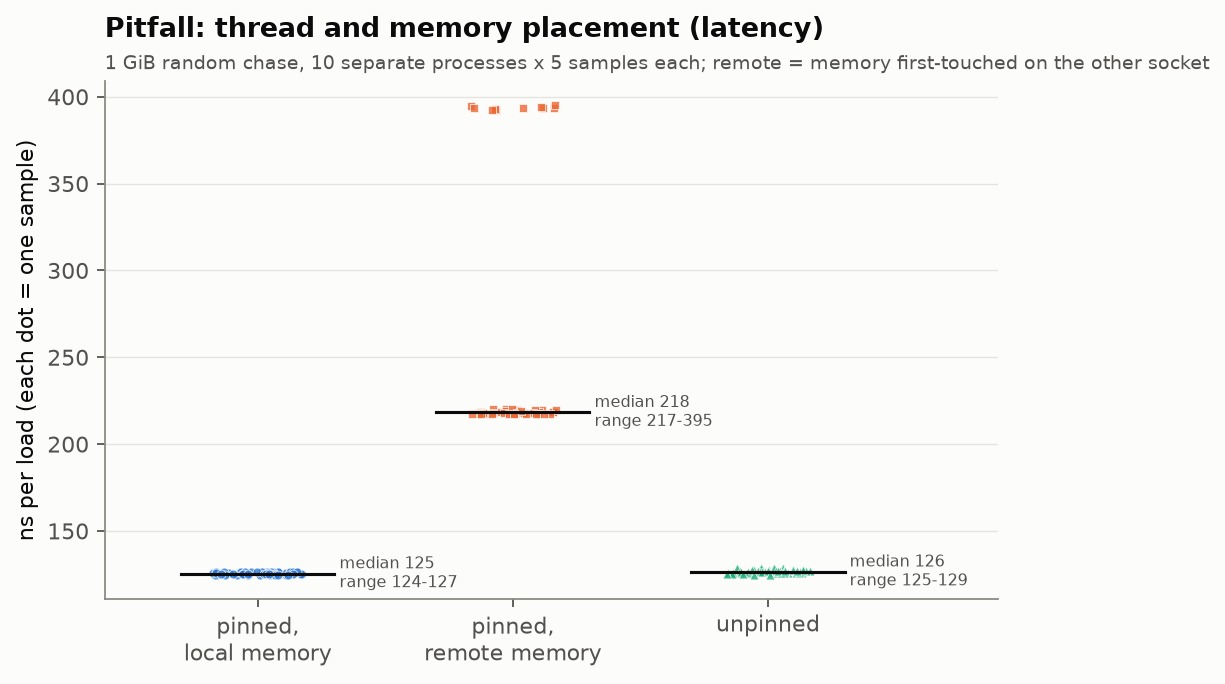 Pitfall: thread and memory placement (latency)
1 GiB random chase, 10 separate processes x 5 samples each; remote = memory first-touched on the other socket
ns per load (each dot = one sample)
400
350
300
250
200
150
median 218
range 217-395
median 125
range 124-127
median 126
range 125-129
pinned,
local memory
pinned,
remote memory
unpinned